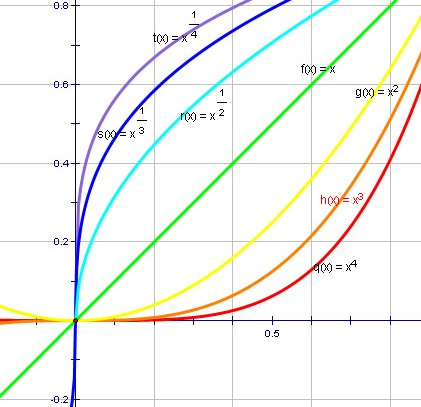 0.8
t(x) = x^1/4
f(x) = x
0.6
g(x) = x²
s(x) = x^1/3
r(x) = x^1/2
0.4
h(x) = x³
0.2
q(x) = x⁴
0.5
-0.2